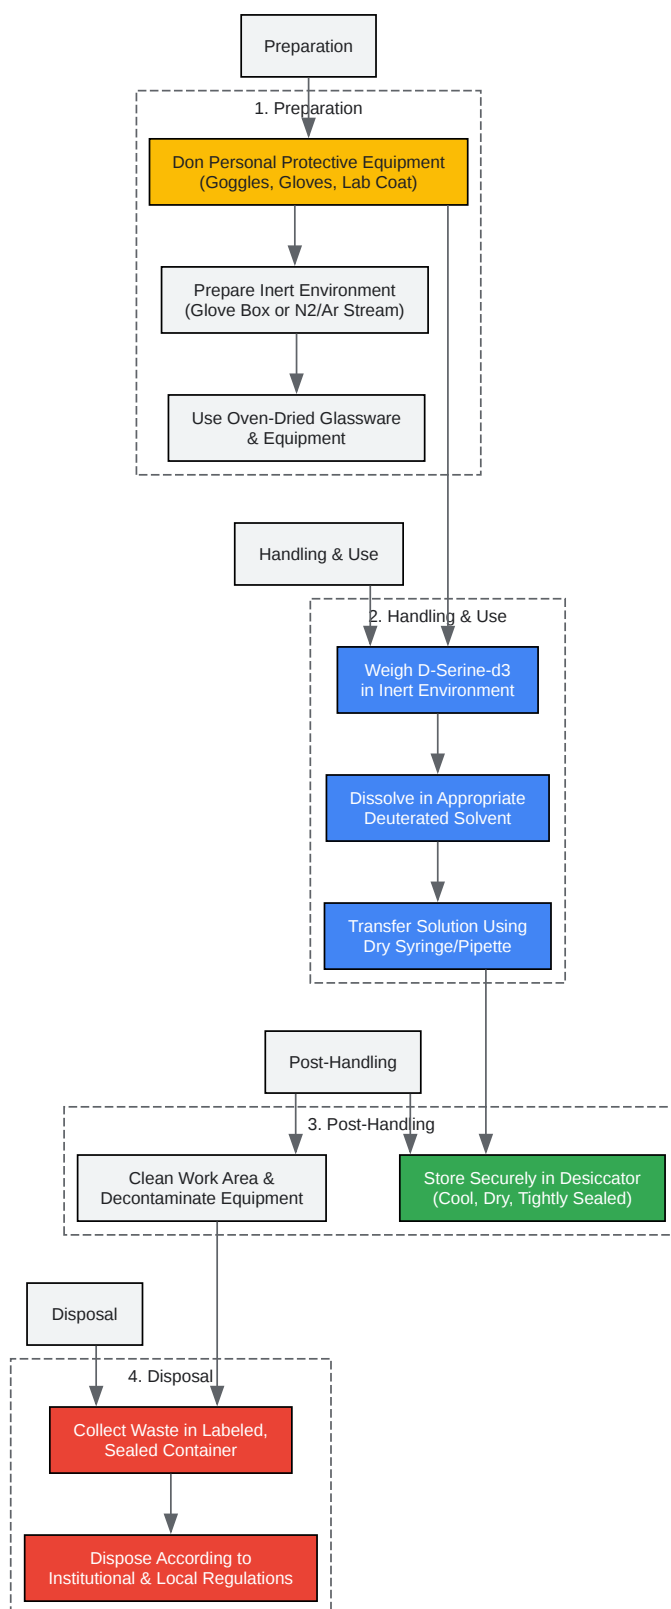 Preparation
1. Preparation
Don Personal Protective Equipment
(Goggles, Gloves, Lab Coat)
Prepare Inert Environment
(Glove Box or N2/Ar Stream)
Use Oven-Dried Glassware
& Equipment
Handling & Use
2. Handling & Use
Weigh D-Serine-d3
in Inert Environment
Dissolve in Appropriate
Deuterated Solvent
Transfer Solution Using
Dry Syringe/Pipette
Post-Handling
3. Post-Handling
Clean Work Area &
Decontaminate Equipment
Store Securely in Desiccator
(Cool, Dry, Tightly Sealed)
Disposal
4. Disposal
Collect Waste in Labeled,
Sealed Container
Dispose According to
Institutional & Local Regulations